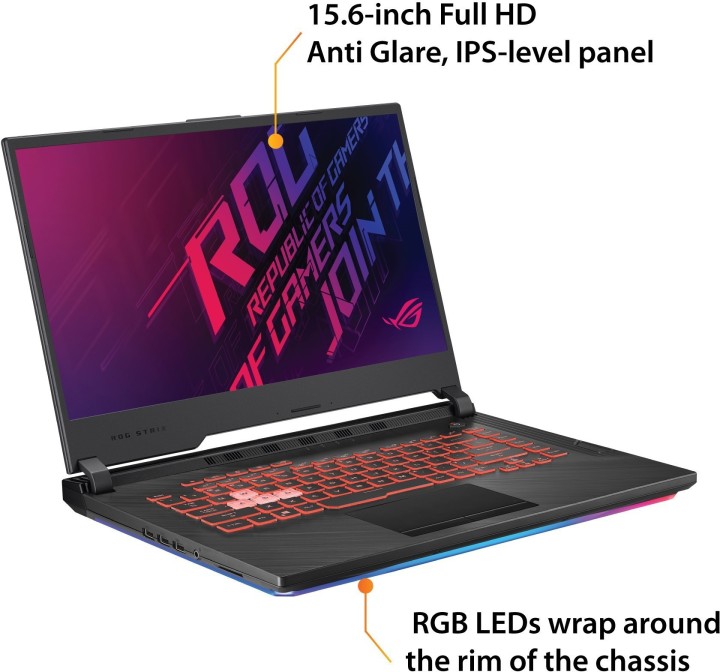 15.6-inch Full HD
Anti Glare, IPS-level panel
ROG
REPUBLIC OF GAMERS
OF GAMERS
JOIN TH
ROG STRIX
RGB LEDs wrap around
the rim of the chassis